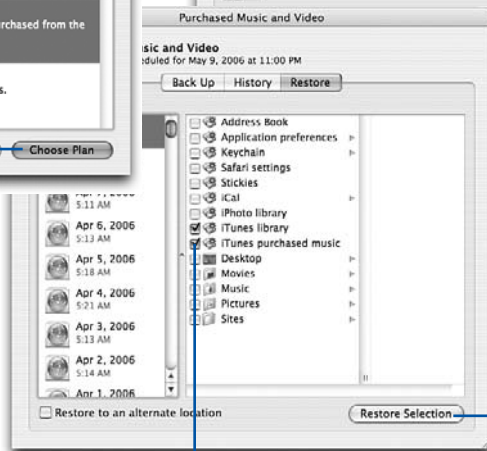 rchased from the
s.
Choose Plan
Purchased Music and Video
sic and Video
duled for May 9, 2006 at 11:00 PM
Back Up
History
Restore
5:11 AM
Apr 6, 2006
5:13 AM
Apr 5, 2006
5:18 AM
Apr 4, 2006
5:21 AM
Apr 3, 2006
5:13 AM
Apr 2, 2006
5:14 AM
Apr 1, 2006
Address Book
Application preferences
Keychain
Safari settings
Stickies
iCal
iPhoto library
iTunes library
iTunes purchased music
Desktop
Movies
Music
Pictures
Sites
Restore to an alternate location
Restore Selection